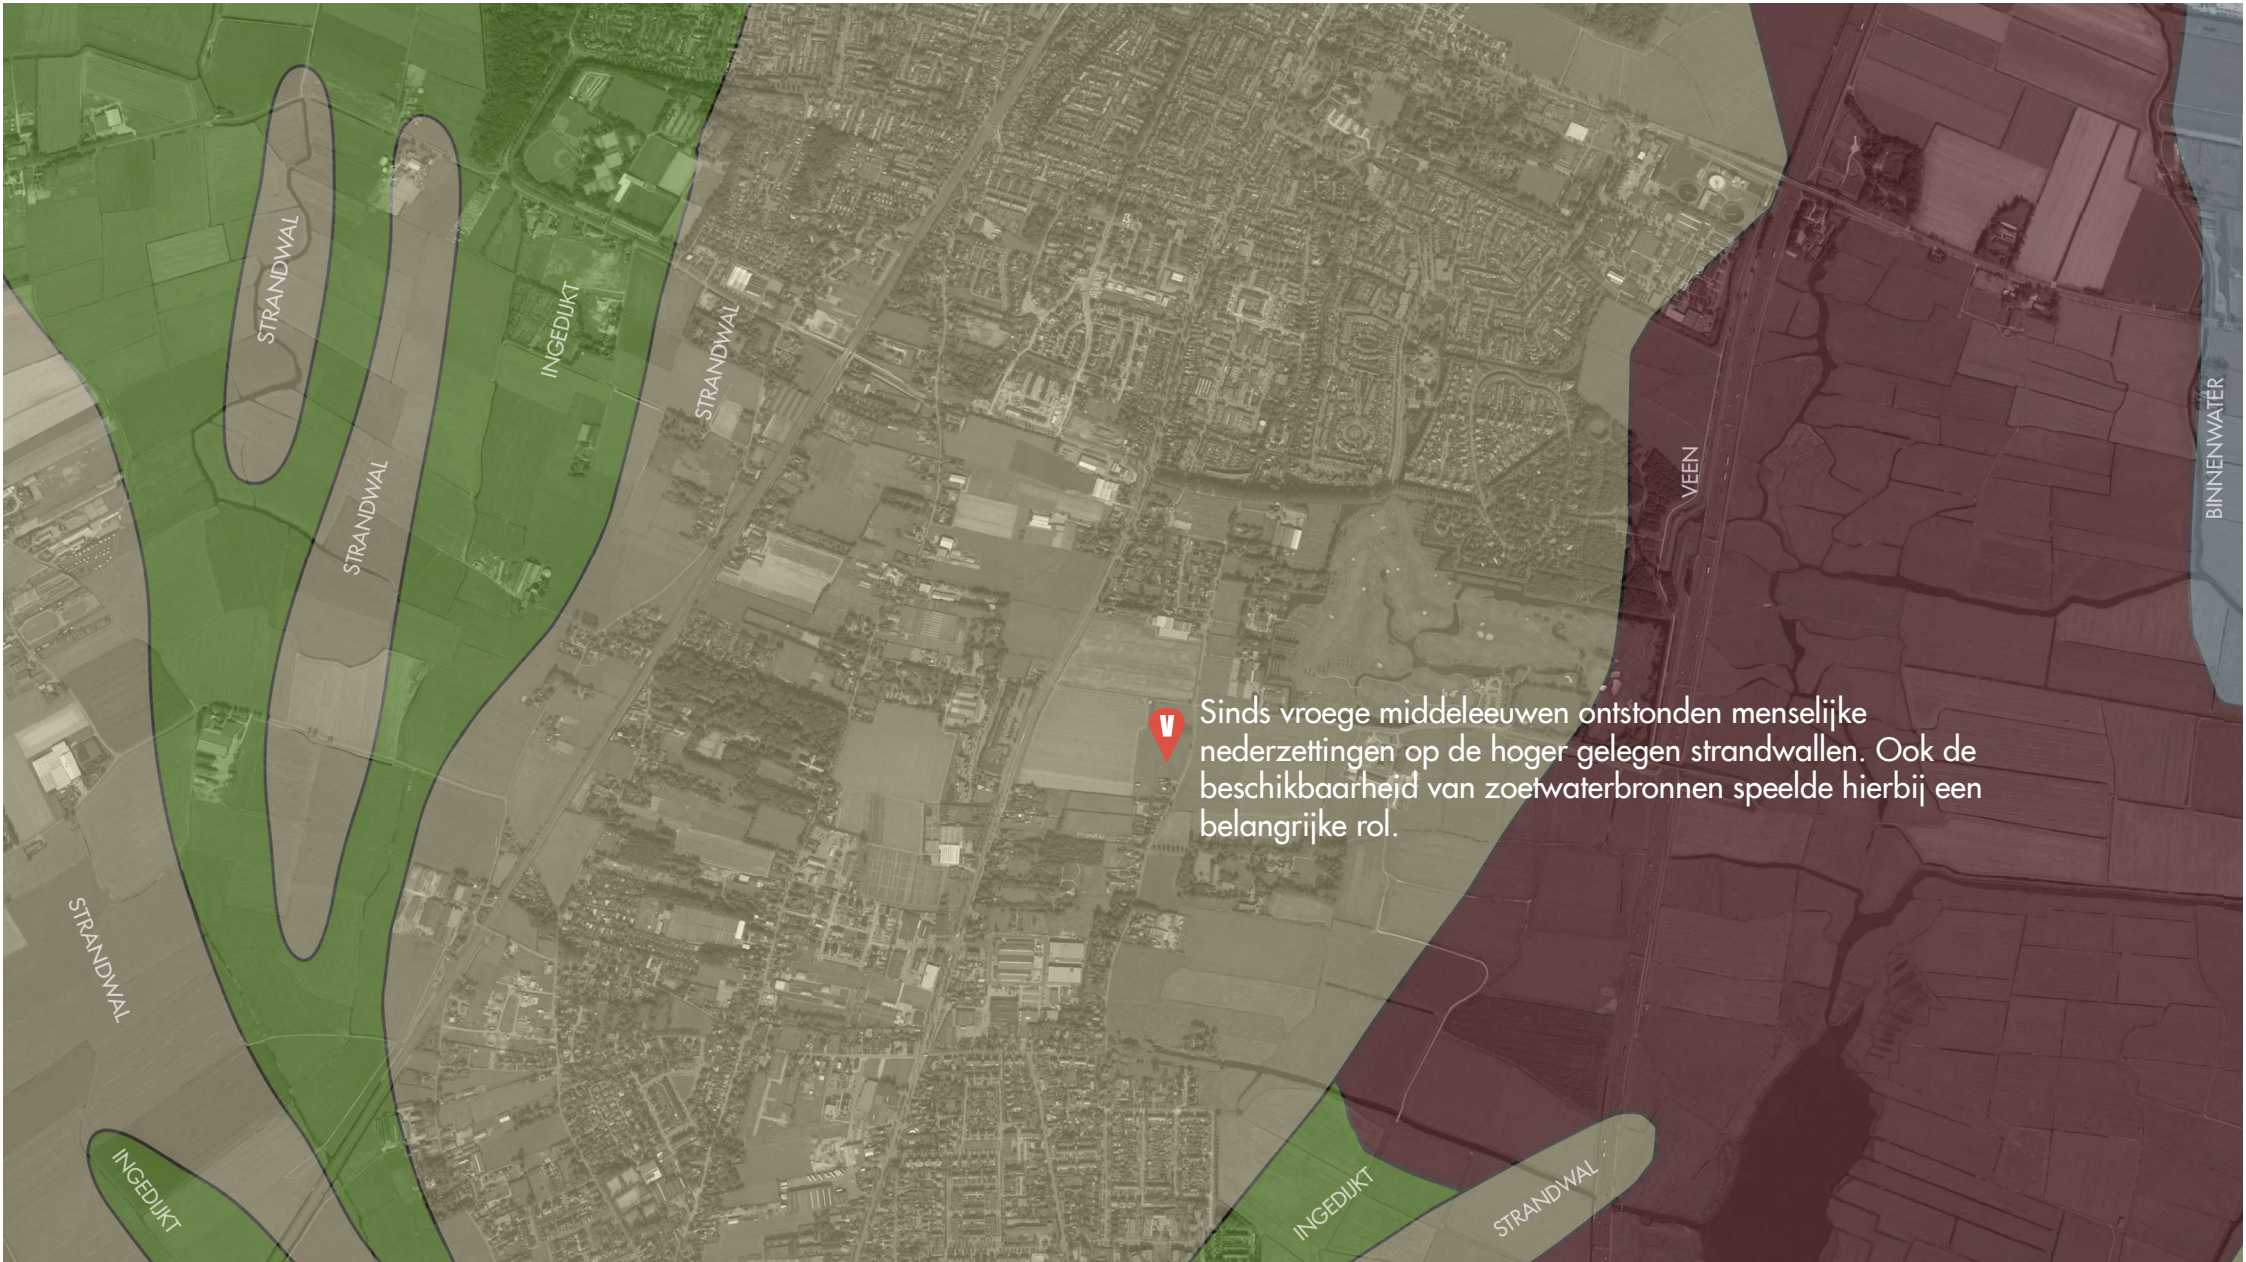 STRANDWAL
STRANDWAL
INGEDIJKT
STRANDWAL
VEEN
BINNENWATER
V
Sinds vroege middeleeuwen ontstonden menselijke
nederzettingen op de hoger gelegen strandwallen. Ook de
beschikbaarheid van zoetwaterbronnen speelde hierbij een
belangrijke rol.
STRANDWAL
INGEDIJKT
INGEDIJKT
STRANDWAL